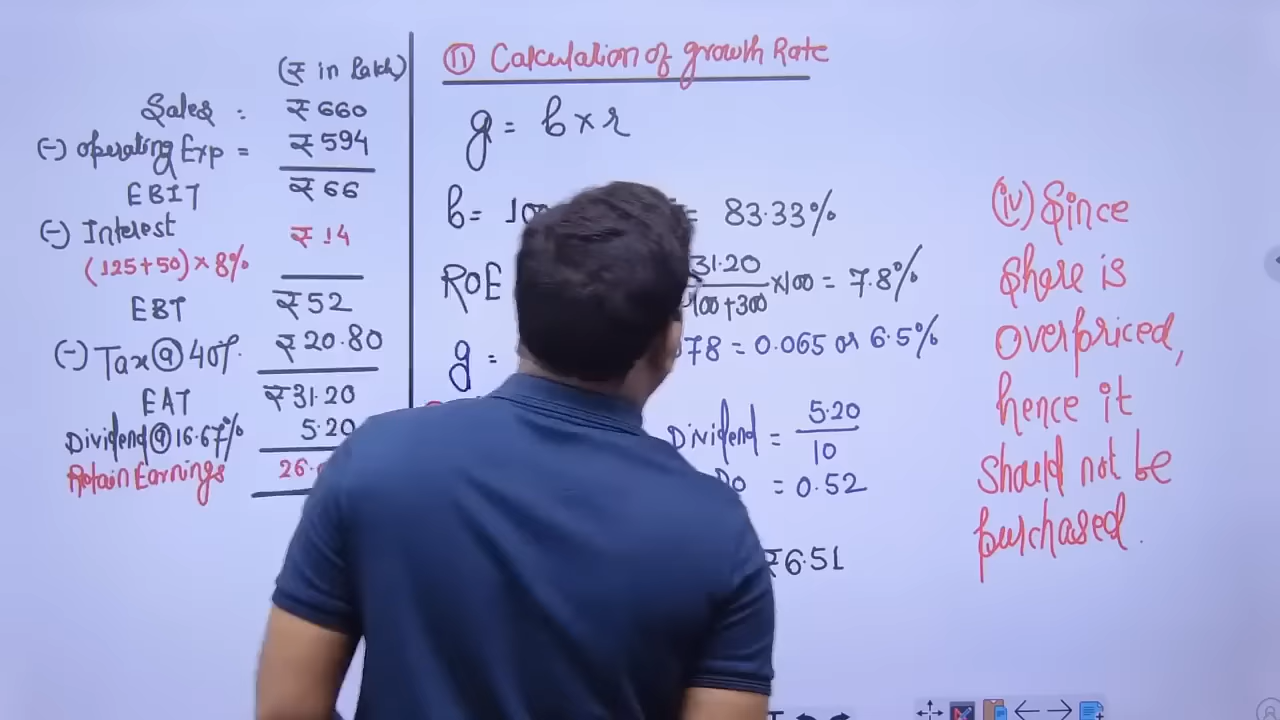 (₹ in lakh)
Sales : ₹ 660
(-) Operating Exp = ₹ 594
EBIT ₹ 66
(-) Interest ₹ 14
(125+50) × 8%
EBT ₹ 52
(-) Tax @ 40%. ₹ 20.80
EAT ₹31.20
Dividend @ 16.67% 5.20
Retain Earnings 26.
(ii) Calculation of growth Rate
g = b × r
b = 100 = 83.33%
ROE 31.20
100+300 ×100 = 7.8%
g = 078 = 0.065 or 6.5%
Dividend = 5.20
10
Do = 0.52
₹6.51
(iv) Since
share is
overpriced,
hence it
should not be
purchased.